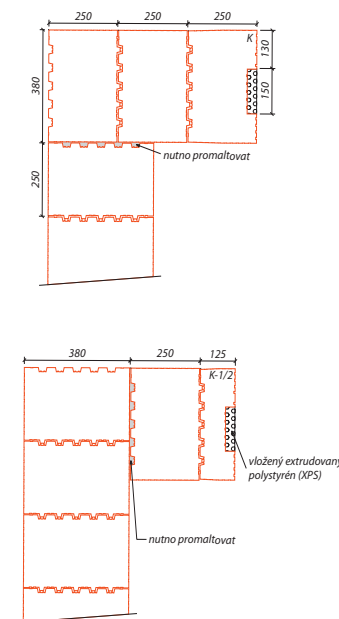 250 250 250
K
130
380
150
nutno promaltovat
250
380 250 125
K-1/2
vložený extrudovaný
polystyrén (XPS)
nutno promaltovat